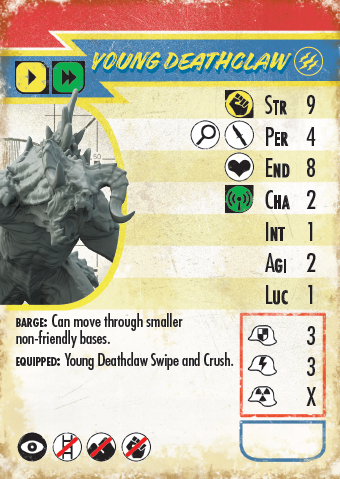 YOUNG DEATHCLAW
STR 9
PER 4
END 8
CHA 2
INT 1
AGI 2
LUC 1
BARGE: Can move through smaller
non-friendly bases.
EQUIPPED: Young Deathclaw Swipe and Crush.
3
3
X